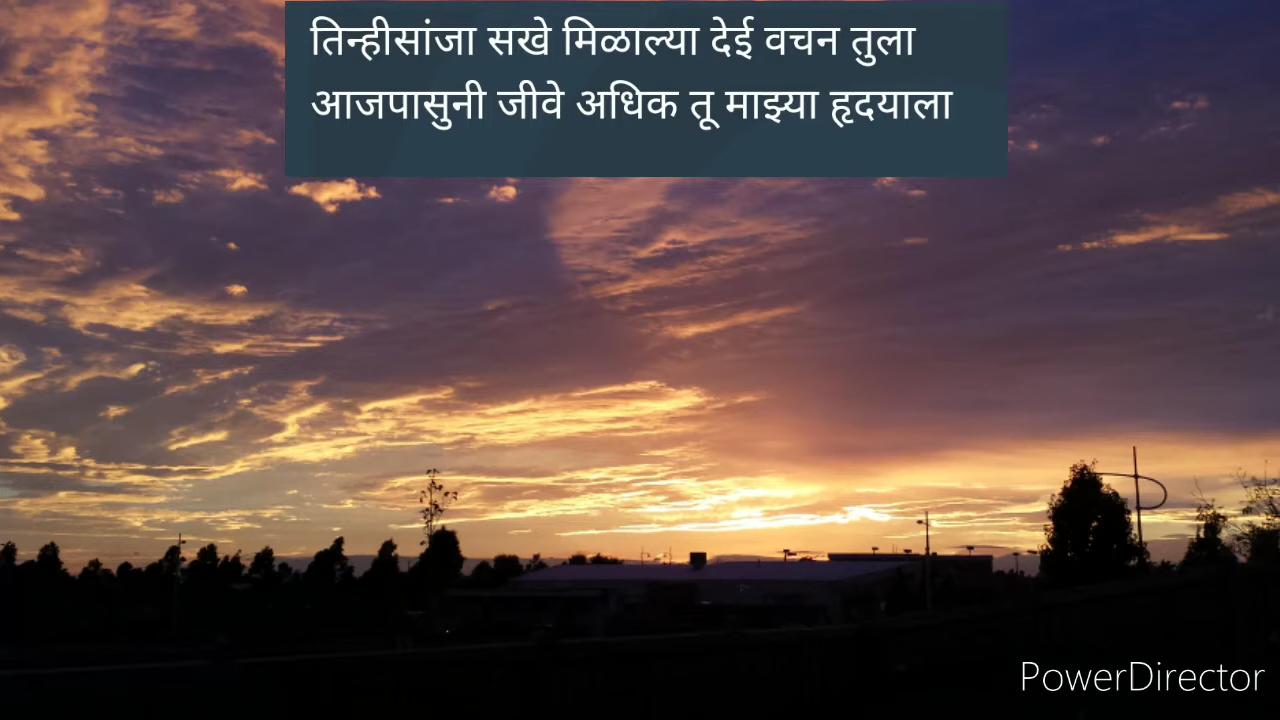 तिन्हीसांजा सखे मिळाल्या देई वचन तुला
आजपासुनी जीवे अधिक तू माझ्या हृदयाला
PowerDirector